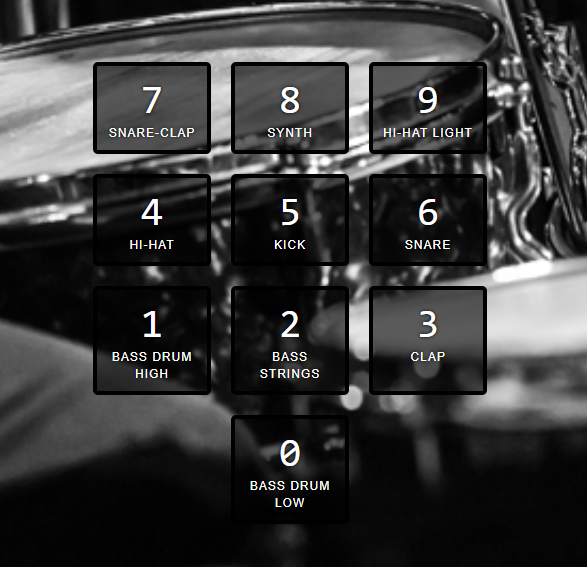 7
SNARE-CLAP
8
SYNTH
9
HI-HAT LIGHT
4
HI-HAT
5
KICK
6
SNARE
1
BASS DRUM
HIGH
2
BASS
STRINGS
3
CLAP
0
BASS DRUM
LOW